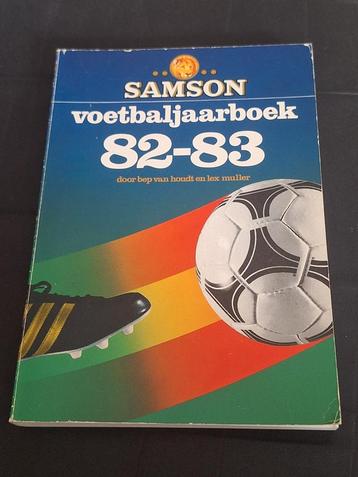 SAMSON
voetbaljaarboek
82-83
door bep van houdt en lex muller